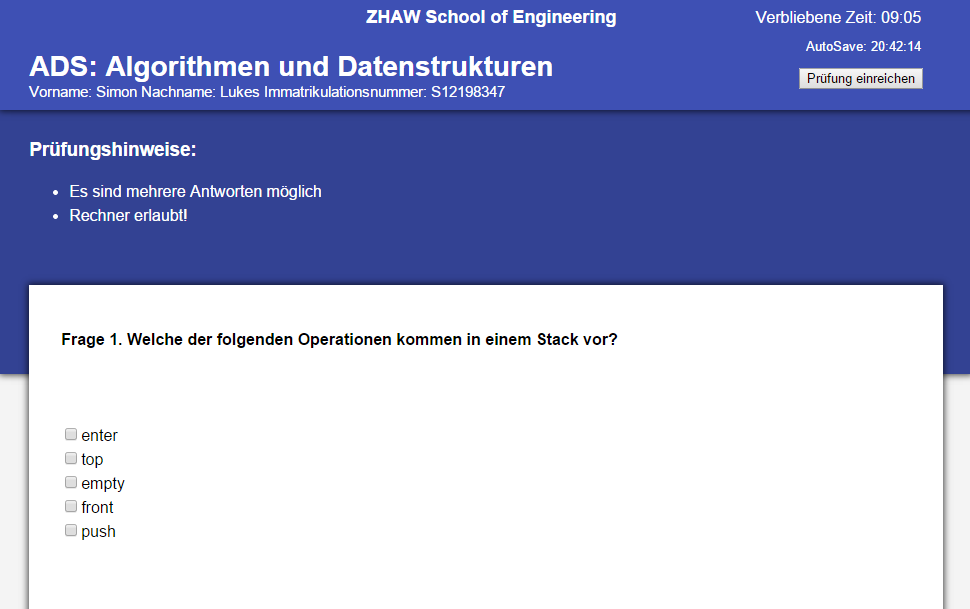 ZHAW School of Engineering
Verbliebene Zeit: 09:05
AutoSave: 20:42:14
ADS: Algorithmen und Datenstrukturen
Prüfung einreichen
Vorname: Simon Nachname: Lukes Immatrikulationsnummer: S12198347
Prüfungshinweise:
• Es sind mehrere Antworten möglich
• Rechner erlaubt!
Frage 1. Welche der folgenden Operationen kommen in einem Stack vor?
enter
top
empty
front
push